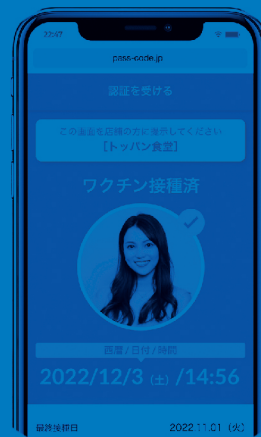 22:47
pass-code.jp
認証を受ける
この画面を店頭の方に操作してください
【トッパン食堂】
ワクチン接種済
西暦 / 日付 / 時間
2022/12/3 (土) /14:56
最終接種日 2022.11.01（火）